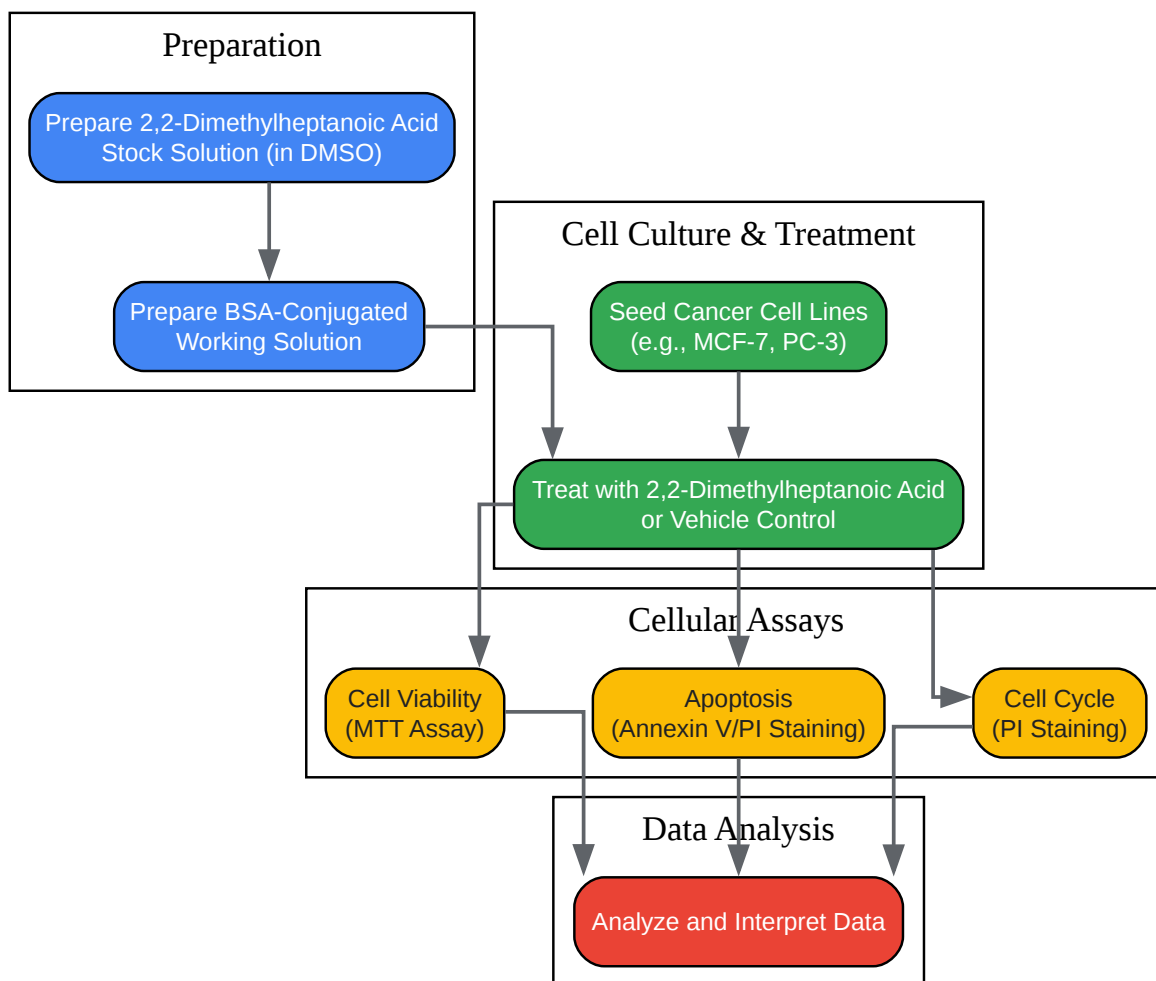 Preparation
Prepare 2,2-Dimethylheptanoic Acid
Stock Solution (in DMSO)
Prepare BSA-Conjugated
Working Solution
Cell Culture & Treatment
Seed Cancer Cell Lines
(e.g., MCF-7, PC-3)
Treat with 2,2-Dimethylheptanoic Acid
or Vehicle Control
Cellular Assays
Cell Viability
(MTT Assay)
Apoptosis
(Annexin V/PI Staining)
Cell Cycle
(PI Staining)
Data Analysis
Analyze and Interpret Data